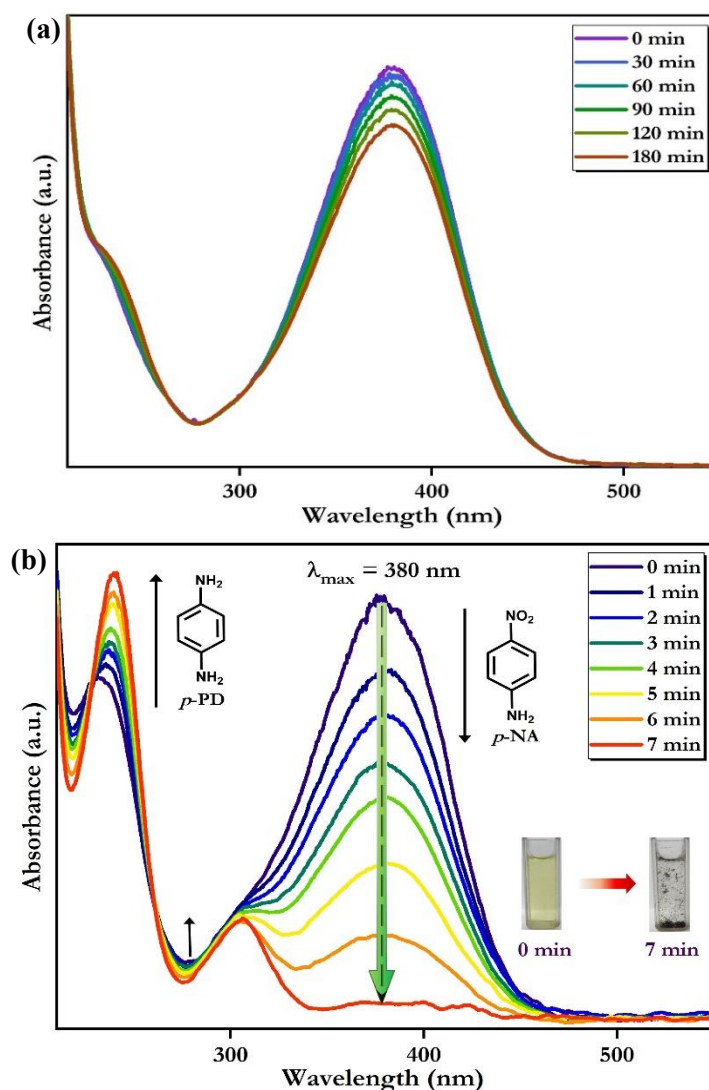 (a)
0 min
30 min
60 min
90 min
120 min
180 min
Absorbance (a.u.)
300
400
500
Wavelength (nm)
(b)
λmax = 380 nm
0 min
1 min
2 min
3 min
4 min
5 min
6 min
7 min
NH2
NH2
p-PD
NO2
NH2
p-NA
Absorbance (a.u.)
0 min
7 min
300
400
500
Wavelength (nm)